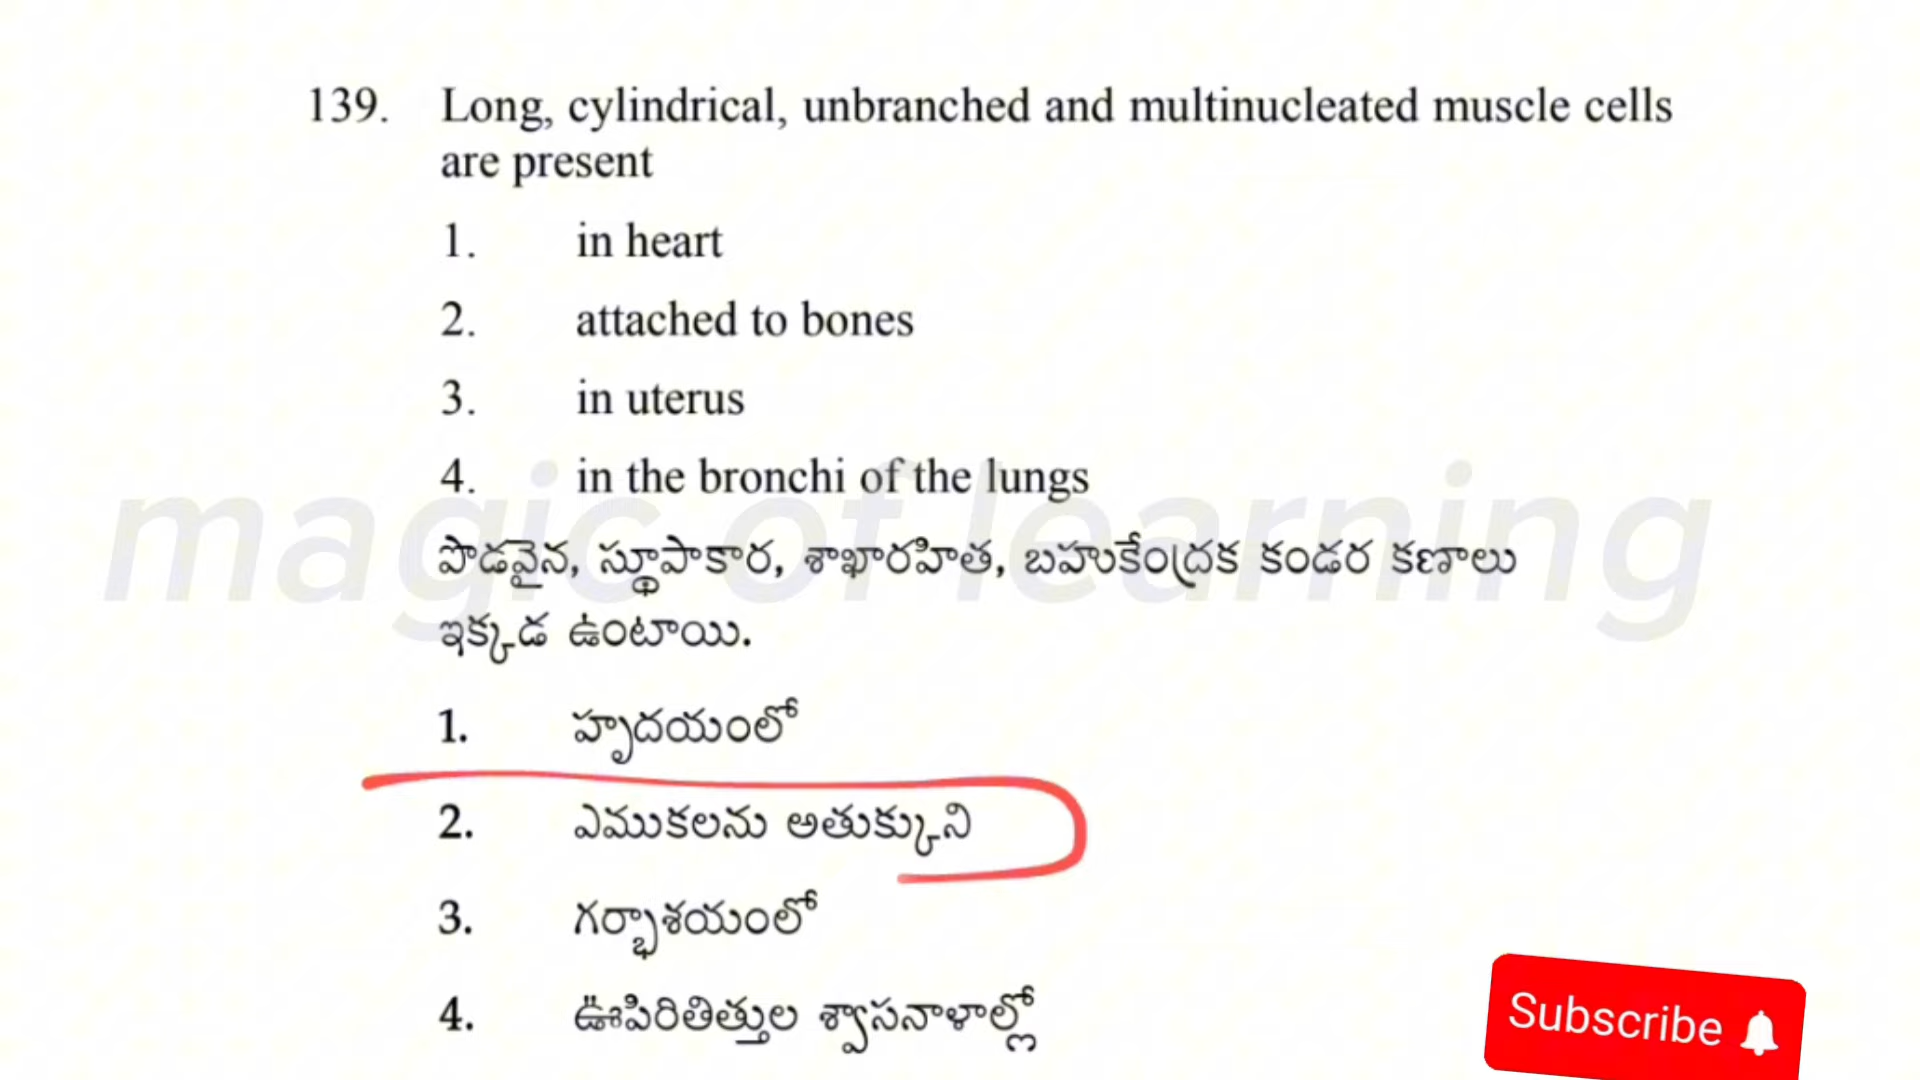 139. Long, cylindrical, unbranched and multinucleated muscle cells
are present
1. in heart
2. attached to bones
3. in uterus
4. in the bronchi of the lungs
magic of learning
పొడవైన, స్థూపాకార, శాఖారహిత, బహుకేంద్రక కండర కణాలు
ఇక్కడ ఉంటాయి.
1. హృదయంలో
2. ఎముకలను అతుక్కుని
3. గర్భాశయంలో
4. ఊపిరితిత్తుల శ్వాసనాళాల్లో
Subscribe